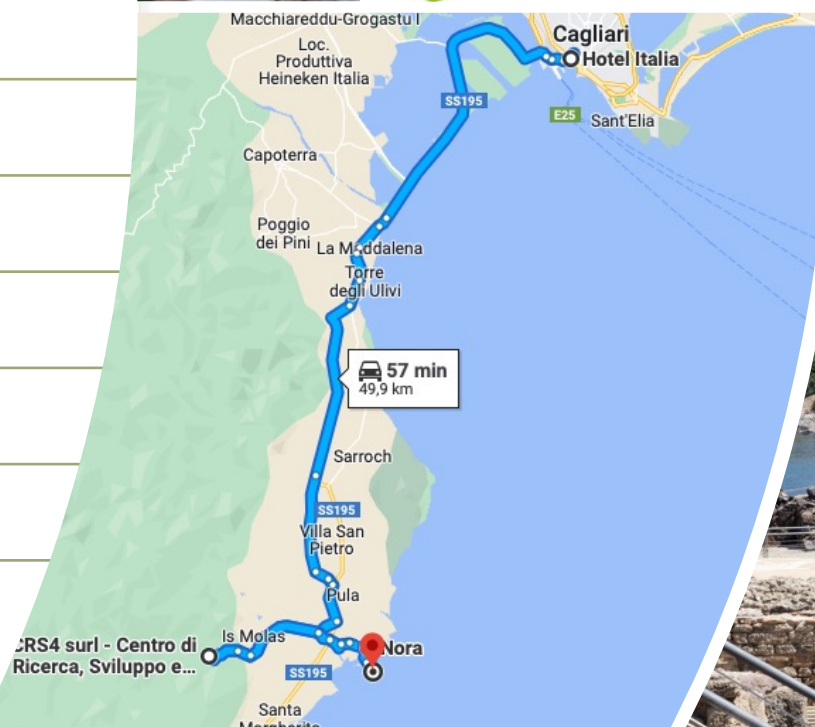 Macchiareddu-Grogastu
Cagliari
Hotel Italia
Loc.
Produttiva
Heineken Italia
SS195
E25
Sant'Elia
Capoterra
Poggio
dei Pini
La Maddalena
Torre
degli Ulivi
57 min
49,9 km
Sarroch
SS195
Villa San
Pietro
Pula
Is Molas
CRS4 surl - Centro di
Ricerca, Sviluppo e...
Nora
SS195
Santa
Margherita